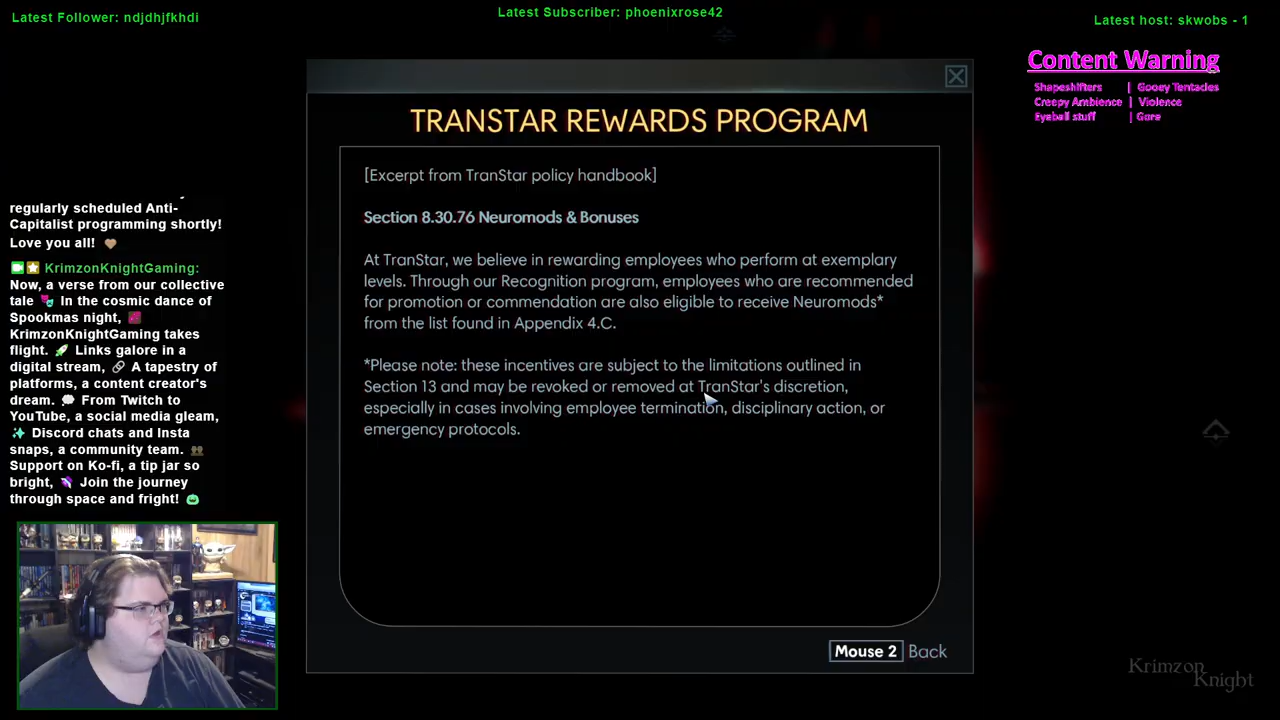 Latest Follower: ndjdhjfkhdi
Latest Subscriber: phoenixrose42
Latest host: skwobs - 1
Content Warning
Shapeshifters | Gooey Tentacles
Creepy Ambience | Violence
Eyeball stuff | Gore
TRANSTAR REWARDS PROGRAM
[Excerpt from TranStar policy handbook]
Section 8.30.76 Neuromods & Bonuses
At TranStar, we believe in rewarding employees who perform at exemplary
levels. Through our Recognition program, employees who are recommended
for promotion or commendation are also eligible to receive Neuromods*
from the list found in Appendix 4.C.
*Please note: these incentives are subject to the limitations outlined in
Section 13 and may be revoked or removed at TranStar's discretion,
especially in cases involving employee termination, disciplinary action, or
emergency protocols.
Mouse 2 Back
regularly scheduled Anti-
Capitalist programming shortly!
Love you all! 🤎
KrimzonKnightGaming:
Now, a verse from our collective
tale 🎭 In the cosmic dance of
Spookmas night, 🌌
KrimzonKnightGaming takes
flight. 🚀 Links galore in a
digital stream, 🔗 A tapestry of
platforms, a content creator's
dream. 💭 From Twitch to
YouTube, a social media gleam,
✨ Discord chats and Insta
snaps, a community team. 👥
Support on Ko-fi, a tip jar so
bright, 🚀 Join the journey
through space and fright! 🎃
Krimzon
Knight